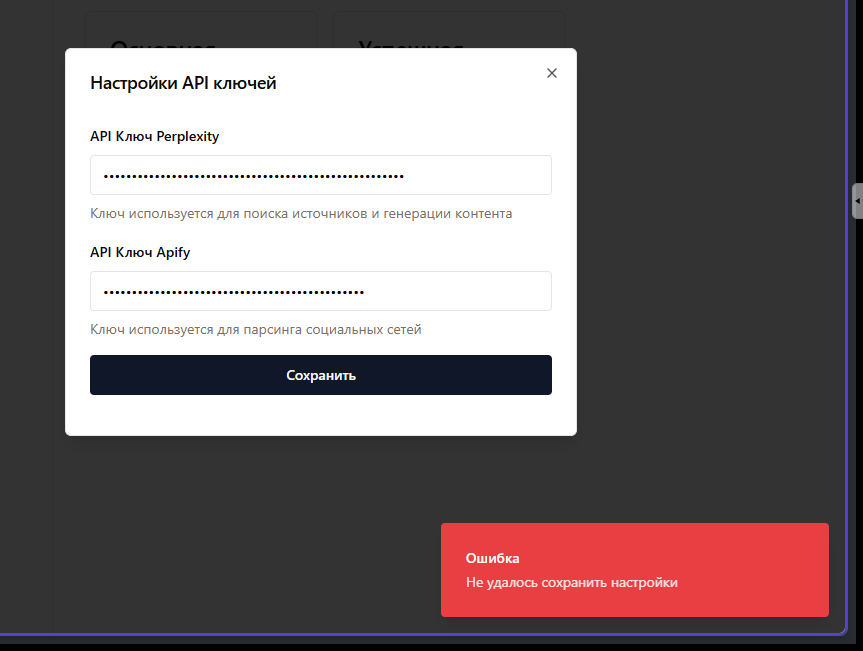 Настройки API ключей
API Ключ Perplexity
Ключ используется для поиска источников и генерации контента
API Ключ Apify
Ключ используется для парсинга социальных сетей
Сохранить
Ошибка
Не удалось сохранить настройки